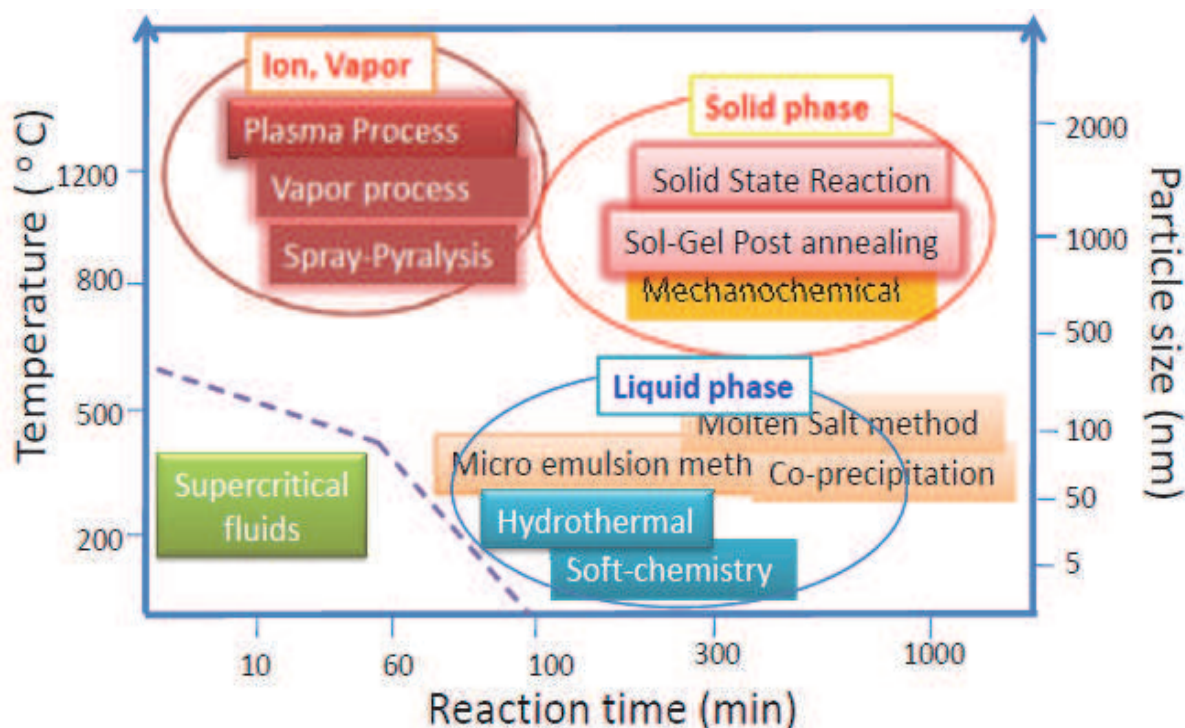 Ion, Vapor
Plasma Process
Vapor process
Spray-Pyralysis
Solid phase
Solid State Reaction
Sol-Gel Post annealing
Mechanochemical
Liquid phase
Molten Salt method
Micro emulsion meth
Co-precipitation
Hydrothermal
Soft-chemistry
Supercritical
fluids
Temperature (°C)
1200
800
500
200
Particle size (nm)
2000
1000
500
100
50
5
10
60
100
300
1000
Reaction time (min)